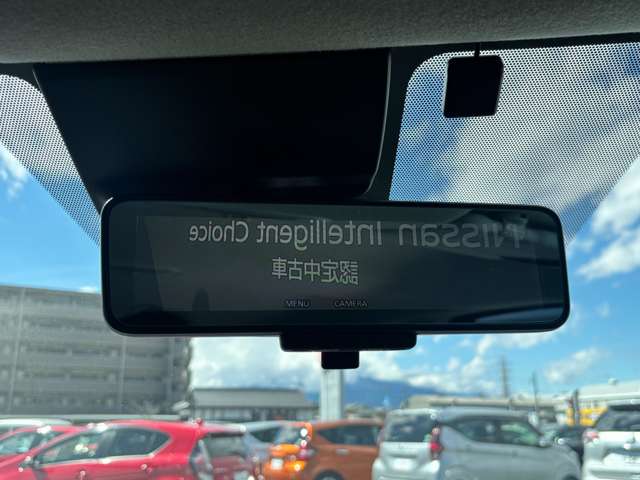 Nissan Intelligent Choice
認定中古車
MENU CAMERA